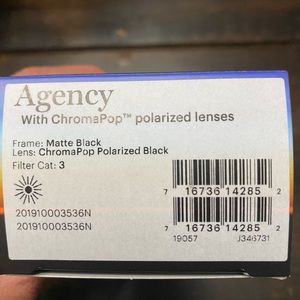 Agency
With ChromaPop™ polarized lenses
Frame: Matte Black
Lens: ChromaPop Polarized Black
Filter Cat: 3
7 16736 14285 2
7 16736 14285 2
201910003536N
201910003536N
19057 J346731